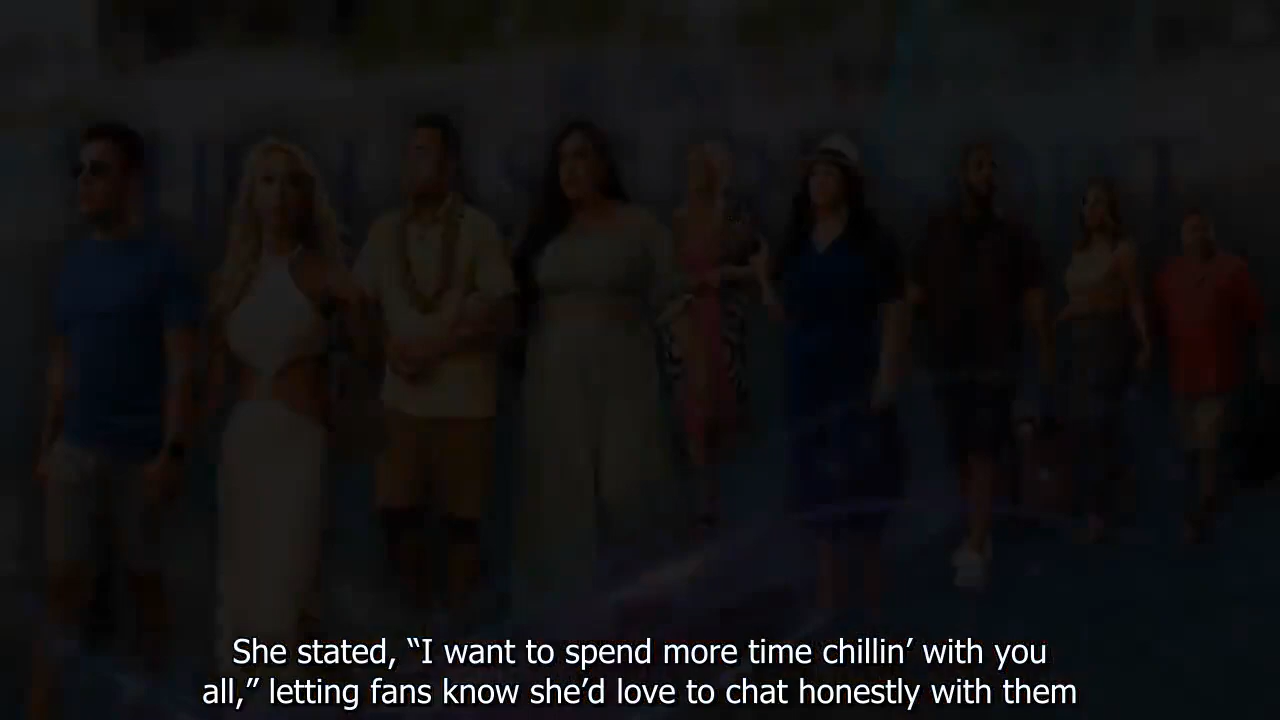 She stated, “I want to spend more time chillin’ with you
all,” letting fans know she’d love to chat honestly with them